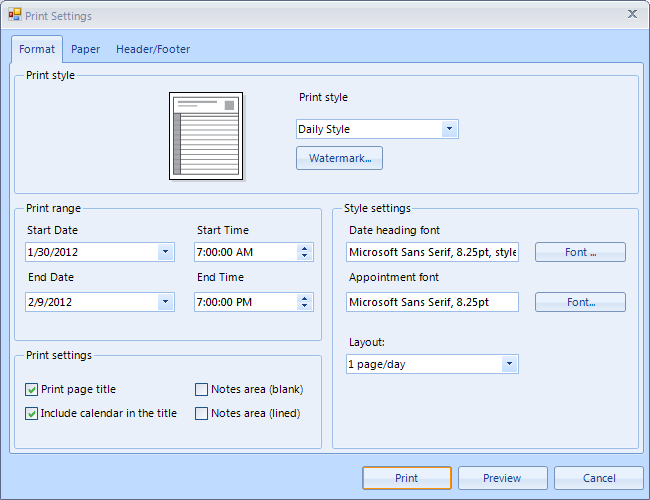 Print Settings
Format Paper Header/Footer
Print style
Print style
Daily Style
Watermark...
Print range
Start Date Start Time
1/30/2012 7:00:00 AM
End Date End Time
2/9/2012 7:00:00 PM
Style settings
Date heading font
Microsoft Sans Serif, 8.25pt, style Font ...
Appointment font
Microsoft Sans Serif, 8.25pt Font...
Layout:
1 page/day
Print settings
Print page title Notes area (blank)
Include calendar in the title Notes area (lined)
Print Preview Cancel